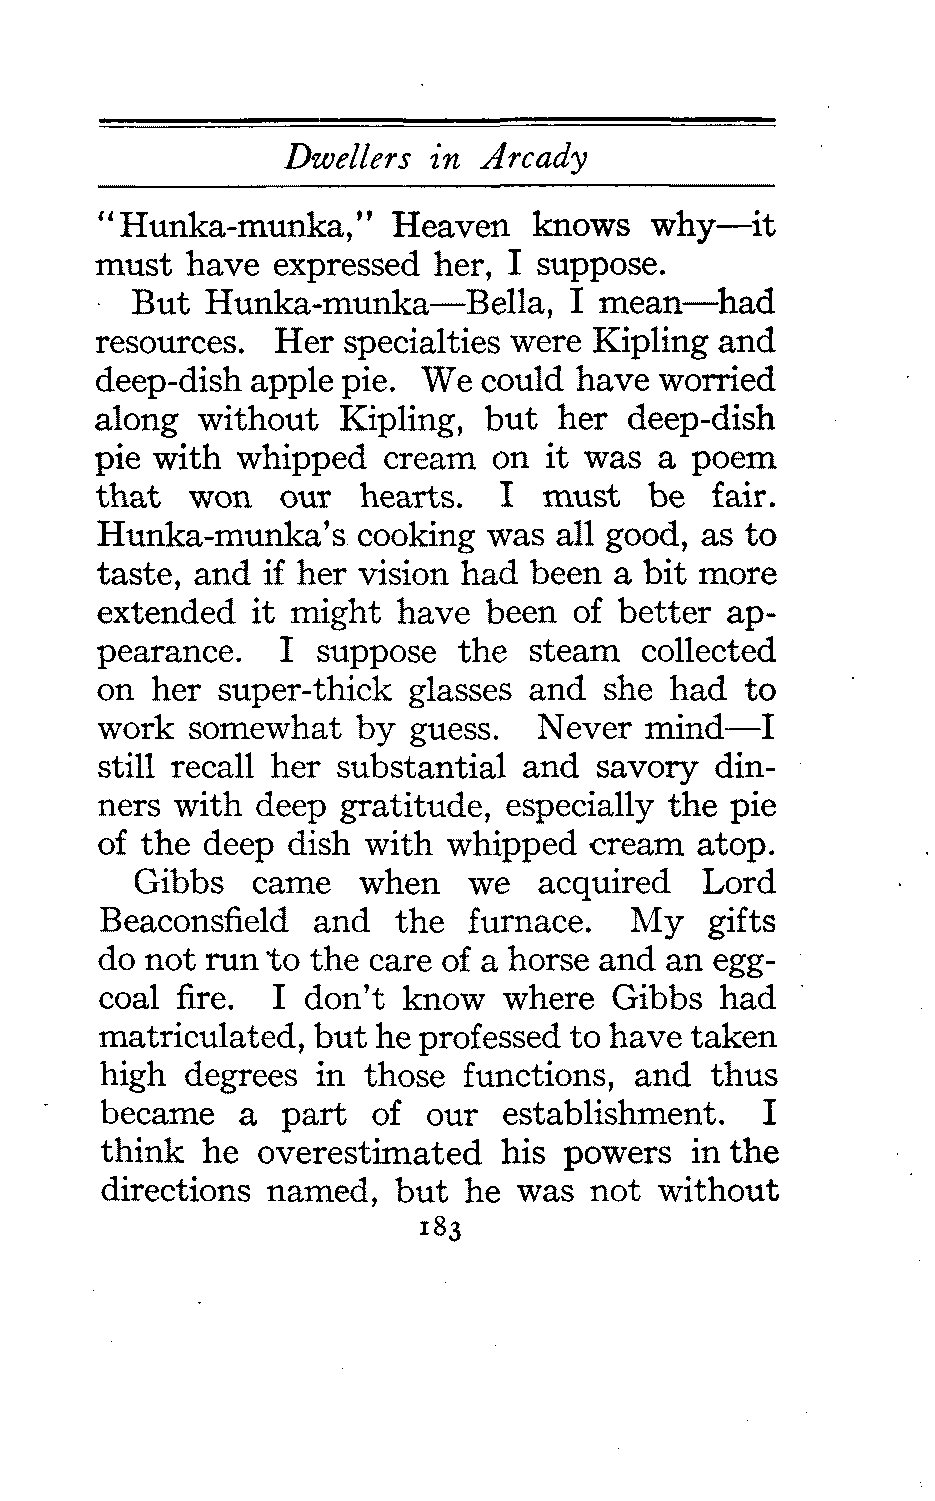 Dwellers in Arcady
"Hunka-munka," Heaven knows why—it
must have expressed her, I suppose.
But Hunka-munka—Bella, I mean—had
resources. Her specialties were Kipling and
deep-dish apple pie. We could have worried
along without Kipling, but her deep-dish
pie with whipped cream on it was a poem
that won our hearts. I must be fair.
Hunka-munka's cooking was all good, as to
taste, and if her vision had been a bit more
extended it might have been of better ap-
pearance. I suppose the steam collected
on her super-thick glasses and she had to
work somewhat by guess. Never mind—I
still recall her substantial and savory din-
ners with deep gratitude, especially the pie
of the deep dish with whipped cream atop.
Gibbs came when we acquired Lord
Beaconsfield and the furnace. My gifts
do not run to the care of a horse and an egg-
coal fire. I don't know where Gibbs had
matriculated, but he professed to have taken
high degrees in those functions, and thus
became a part of our establishment. I
think he overestimated his powers in the
directions named, but he was not without
183